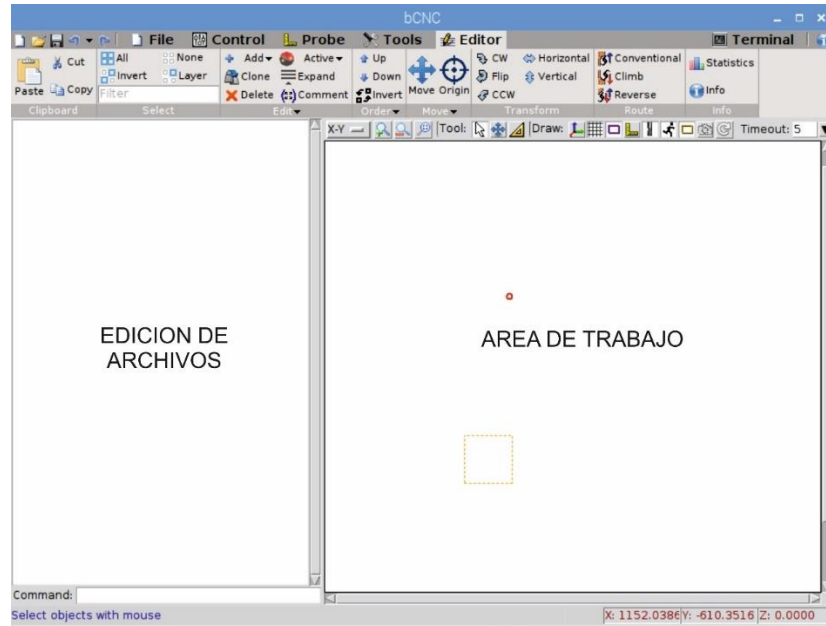 bCNC
File Control Probe Tools Editor Terminal
Cut All None Add Active Up CW Horizontal Conventional Statistics
Paste Copy Invert Layer Clone Expand Down Move Origin Flip Vertical Climb Info
Filter Delete Comment Invert CCW Reverse
Clipboard Select Edit Order Move Transform Route Info
X-Y Tool: Draw: Timeout: 5
EDICION DE
ARCHIVOS
AREA DE TRABAJO
Command:
Select objects with mouse X: 1152.0386 Y: -610.3516 Z: 0.0000